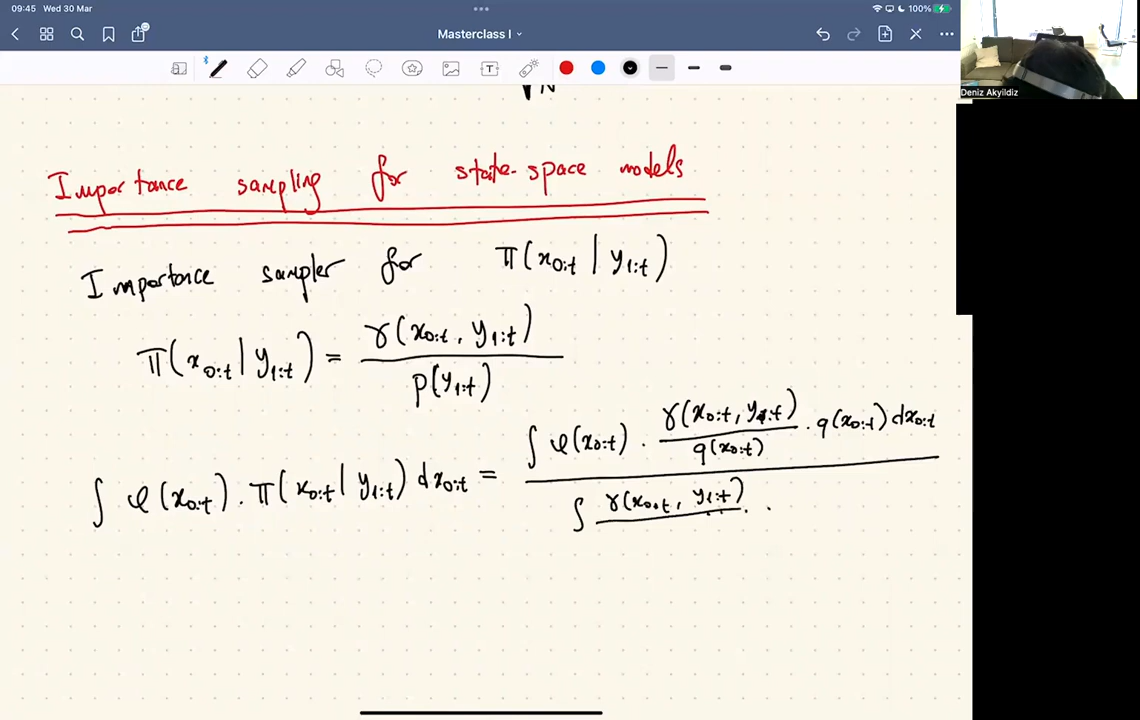 09:45 Wed 30 Mar
100%
Masterclass I
Deniz Akyildiz
√N
Importance sampling for state-space models
Importance sampler for π(x0:t | y1:t)
π(x0:t | y1:t) = γ(x0:t, y1:t) / p(y1:t)
∫ φ(x0:t) · π(x0:t | y1:t) dx0:t = ∫ φ(x0:t) · γ(x0:t, y1:t) / q(x0:t) · q(x0:t) dx0:t
∫ γ(x0:t, y1:t) ·